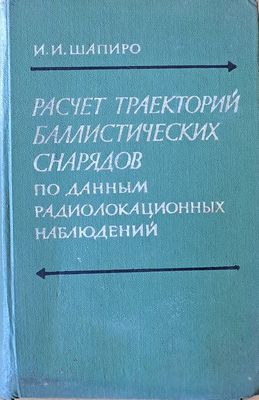 И. И. ШАПИРО
РАСЧЕТ ТРАЕКТОРИЙ
БАЛЛИСТИЧЕСКИХ
СНАРЯДОВ
ПО ДАННЫМ
РАДИОЛОКАЦИОННЫХ
НАБЛЮДЕНИЙ